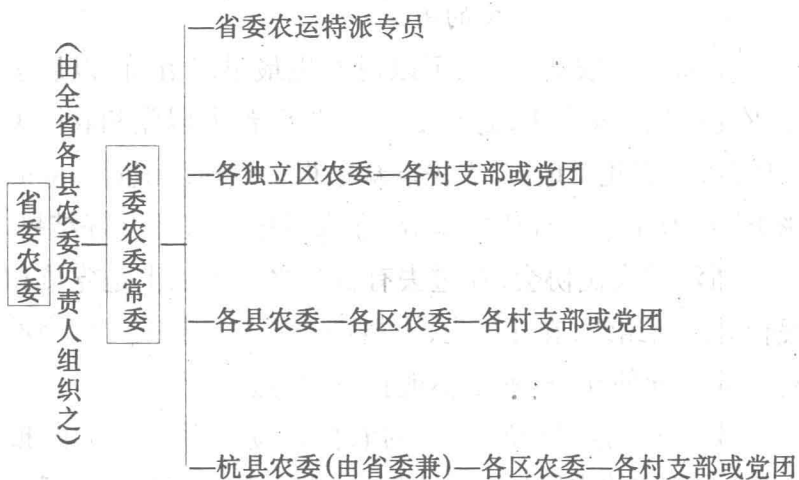 省委农委
(由全省各县农委负责人组织之)
省委农委常委
省委农运特派专员
各独立区农委—各村支部或党团
各县农委—各区农委—各村支部或党团
杭县农委(由省委兼)—各区农委—各村支部或党团